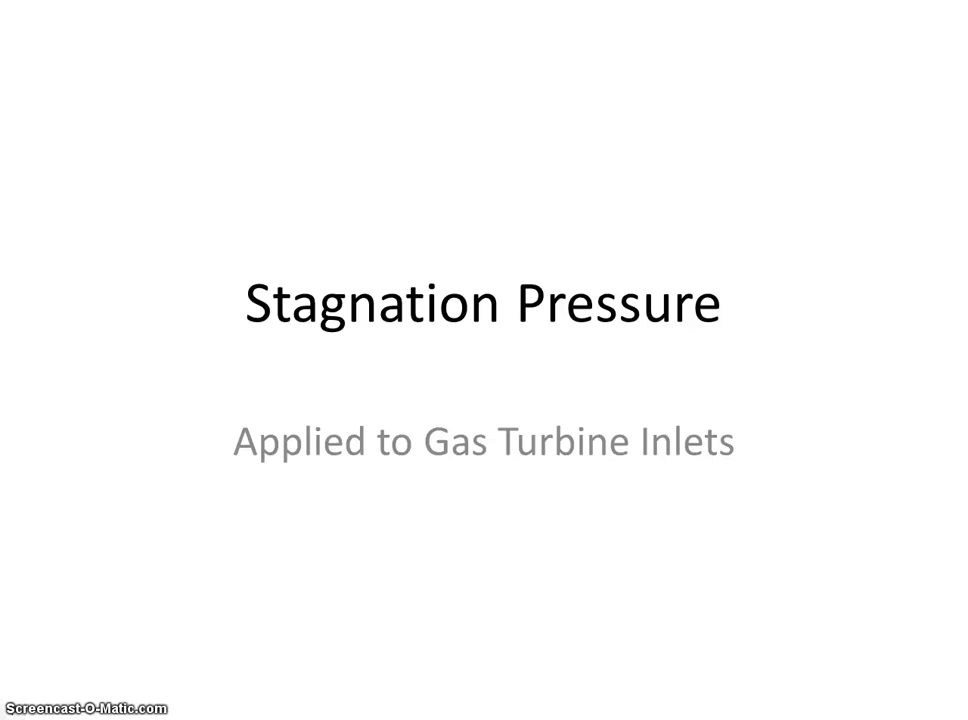 Stagnation Pressure
Applied to Gas Turbine Inlets
Screencast-O-Matic.com